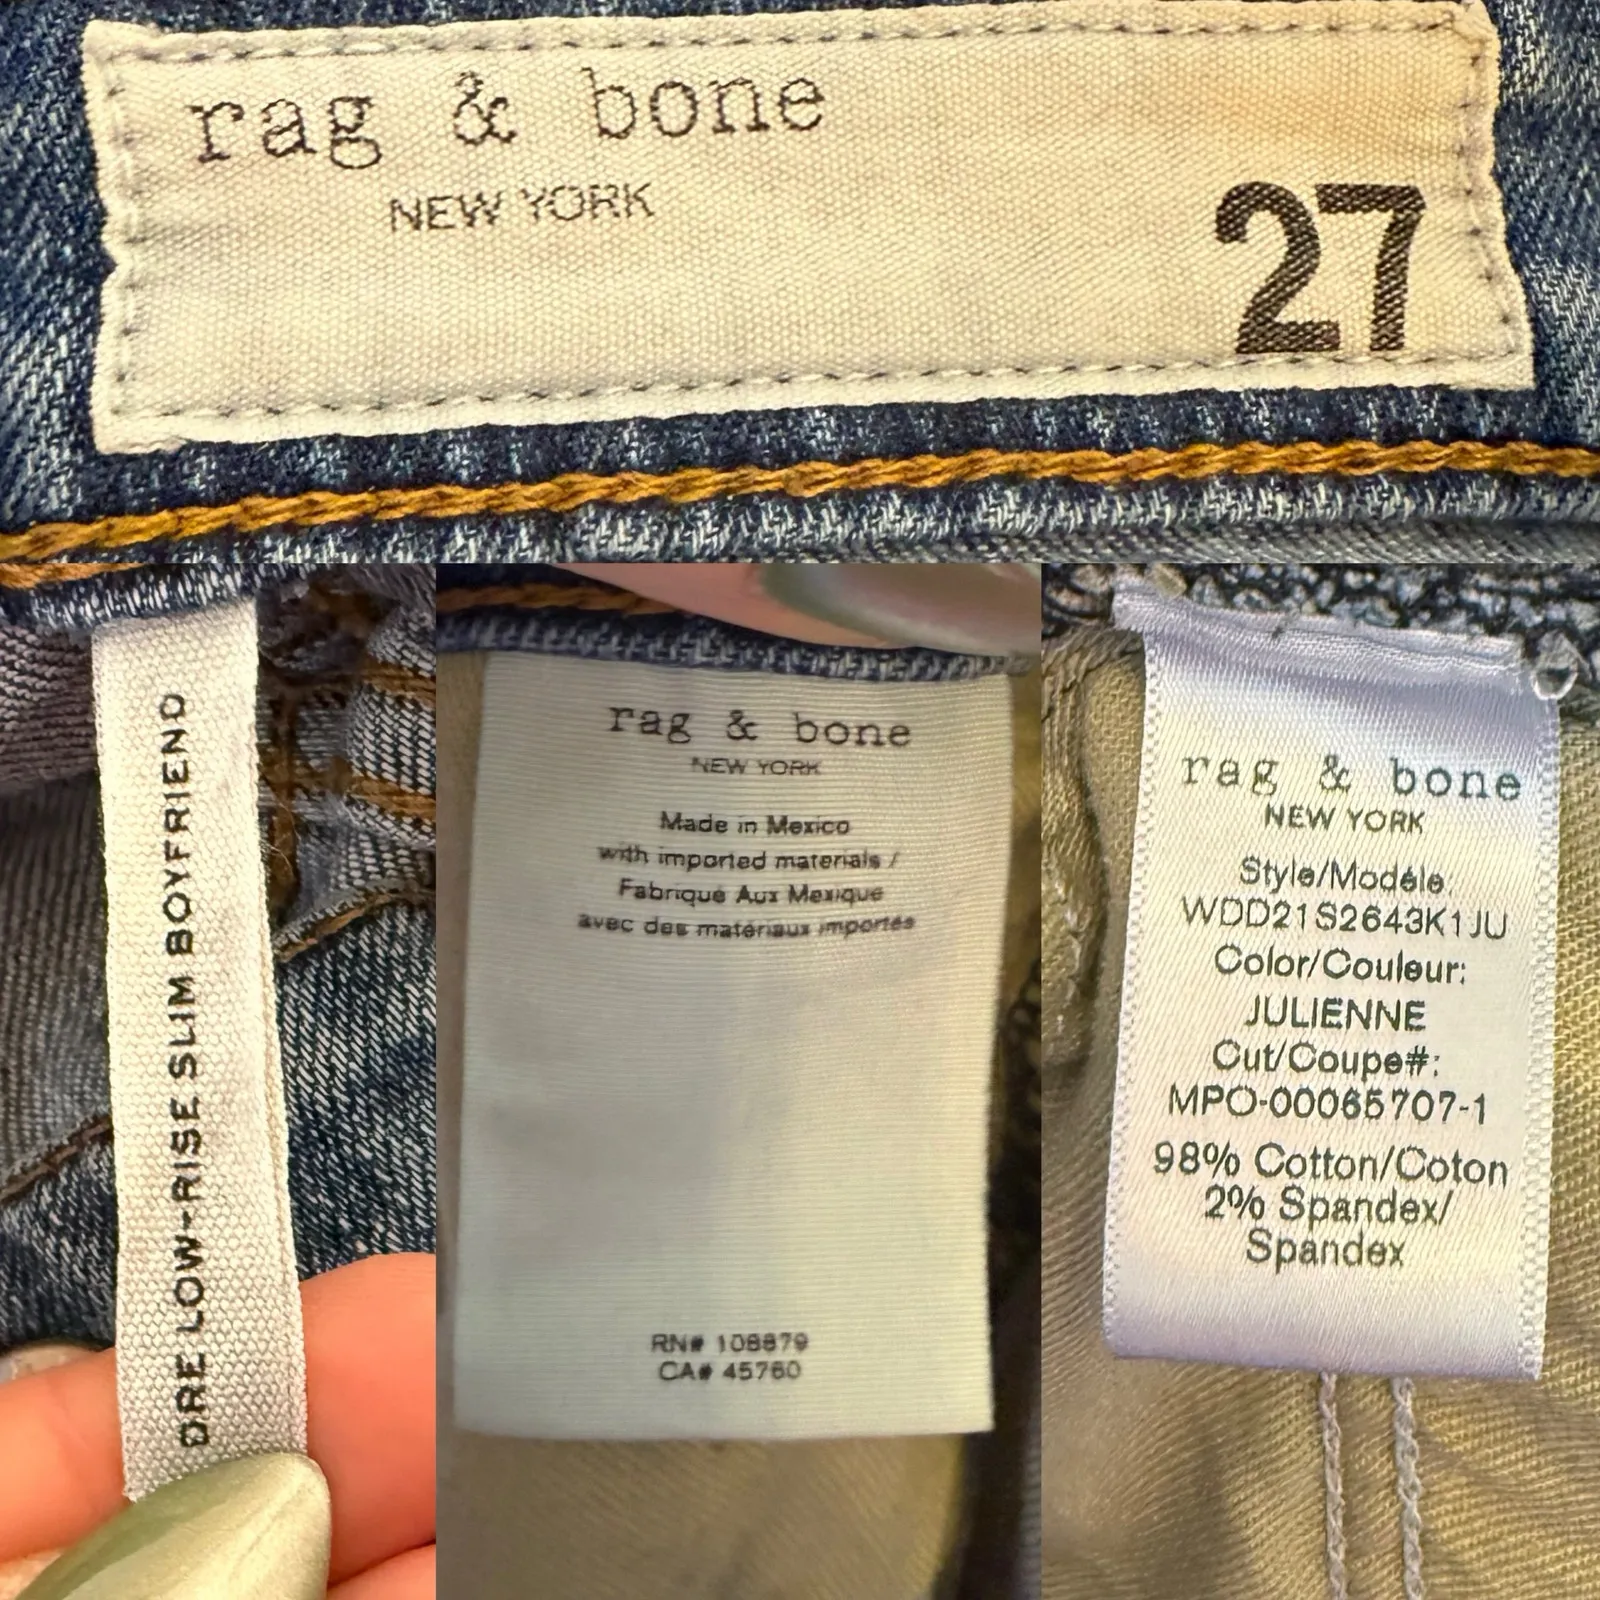 rag & bone
NEW YORK
27
DRE LOW-RISE SLIM BOYFRIEND
rag & bone
NEW YORK
Made in Mexico
with imported materials /
Fabriqué Aux Mexique
avec des matériaux importés
RN# 108879
CA# 45760
rag & bone
NEW YORK
Style/Modéle
WDD21S2643K1JU
Color/Couleur:
JULIENNE
Cut/Coupe#:
MPO-00065707-1
98% Cotton/Coton
2% Spandex/
Spandex